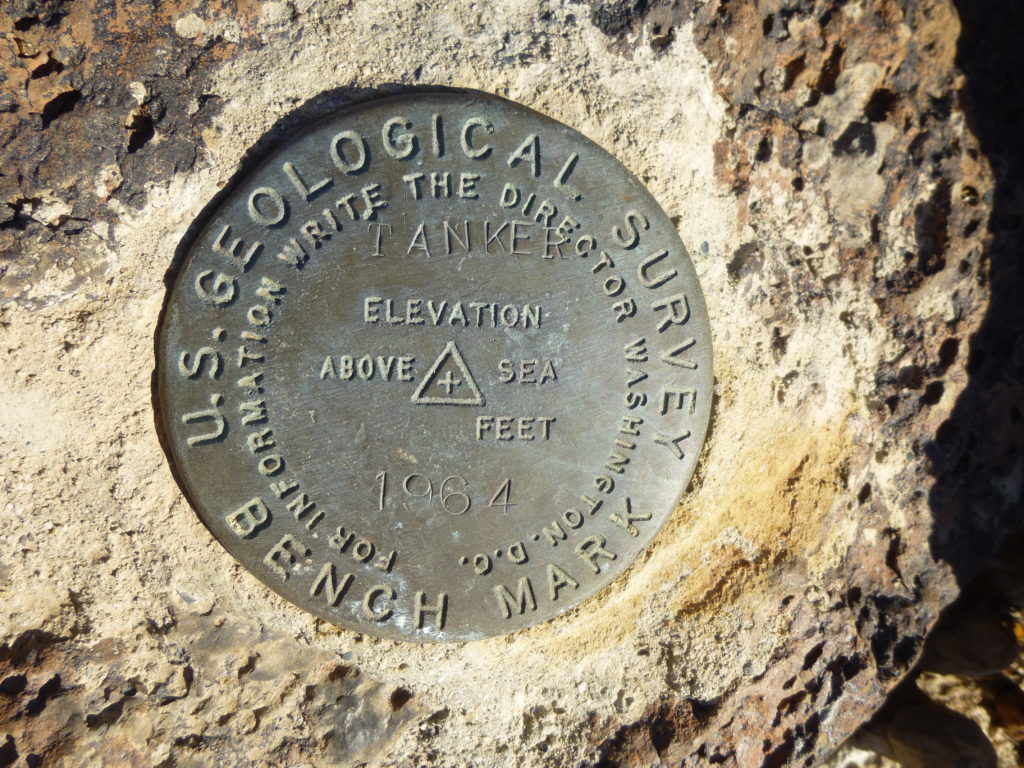 U.S. GEOLOGICAL SURVEY
BENCH MARK
FOR INFORMATION WRITE THE DIRECTOR WASHINGTON, D.C.
TANKER
ELEVATION
ABOVE SEA
FEET
1964